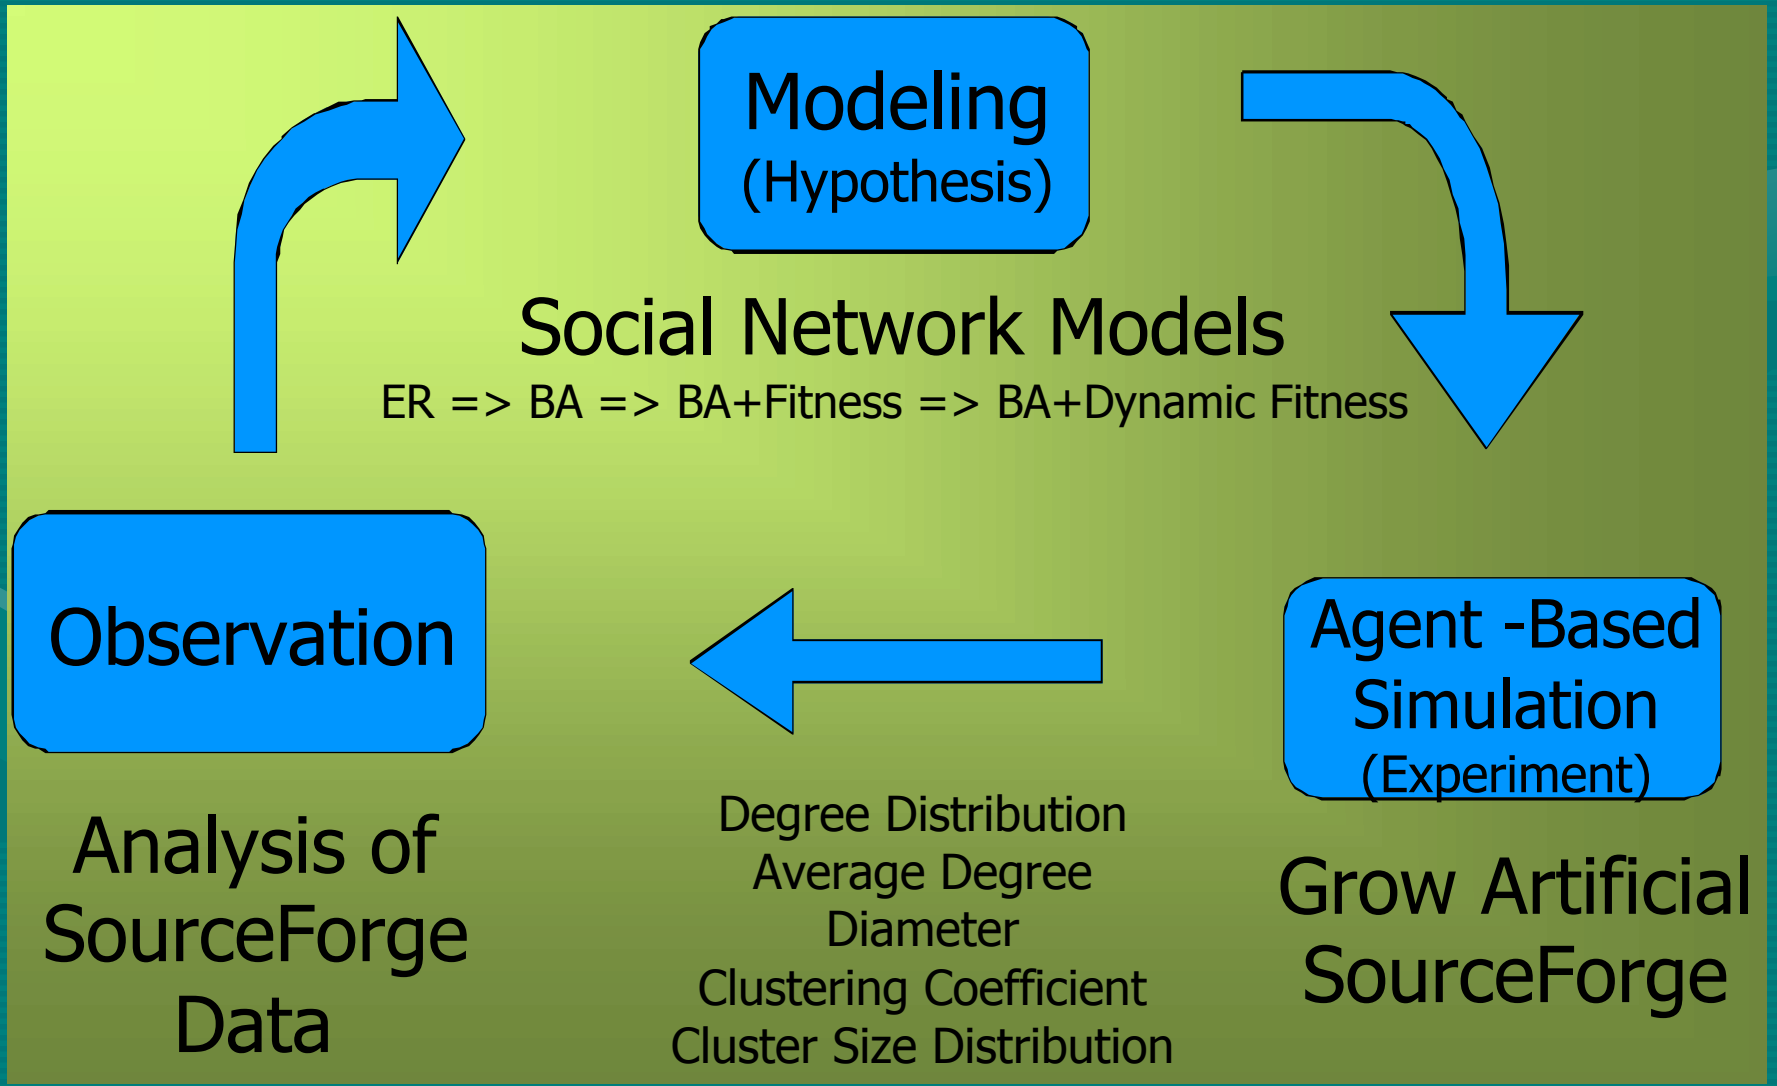 Modeling
(Hypothesis)
Social Network Models
ER => BA => BA+Fitness => BA+Dynamic Fitness
Observation
Agent -Based
Simulation
(Experiment)
Analysis of
SourceForge
Data
Degree Distribution
Average Degree
Diameter
Clustering Coefficient
Cluster Size Distribution
Grow Artificial
SourceForge